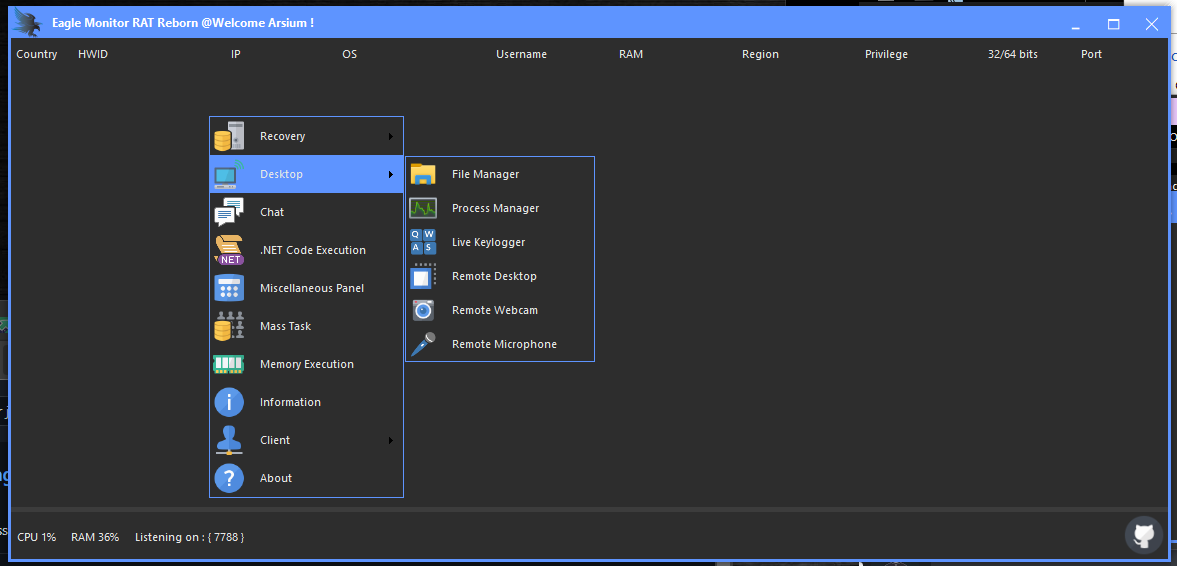 Eagle Monitor RAT Reborn @Welcome Arsium !
Country HWID IP OS Username RAM Region Privilege 32/64 bits Port
Recovery
Desktop
Chat
.NET Code Execution
NET
Miscellaneous Panel
Mass Task
Memory Execution
Information
Client
About
File Manager
Process Manager
Q W
A S
Live Keylogger
Remote Desktop
Remote Webcam
Remote Microphone
CPU 1% RAM 36% Listening on : { 7788 }